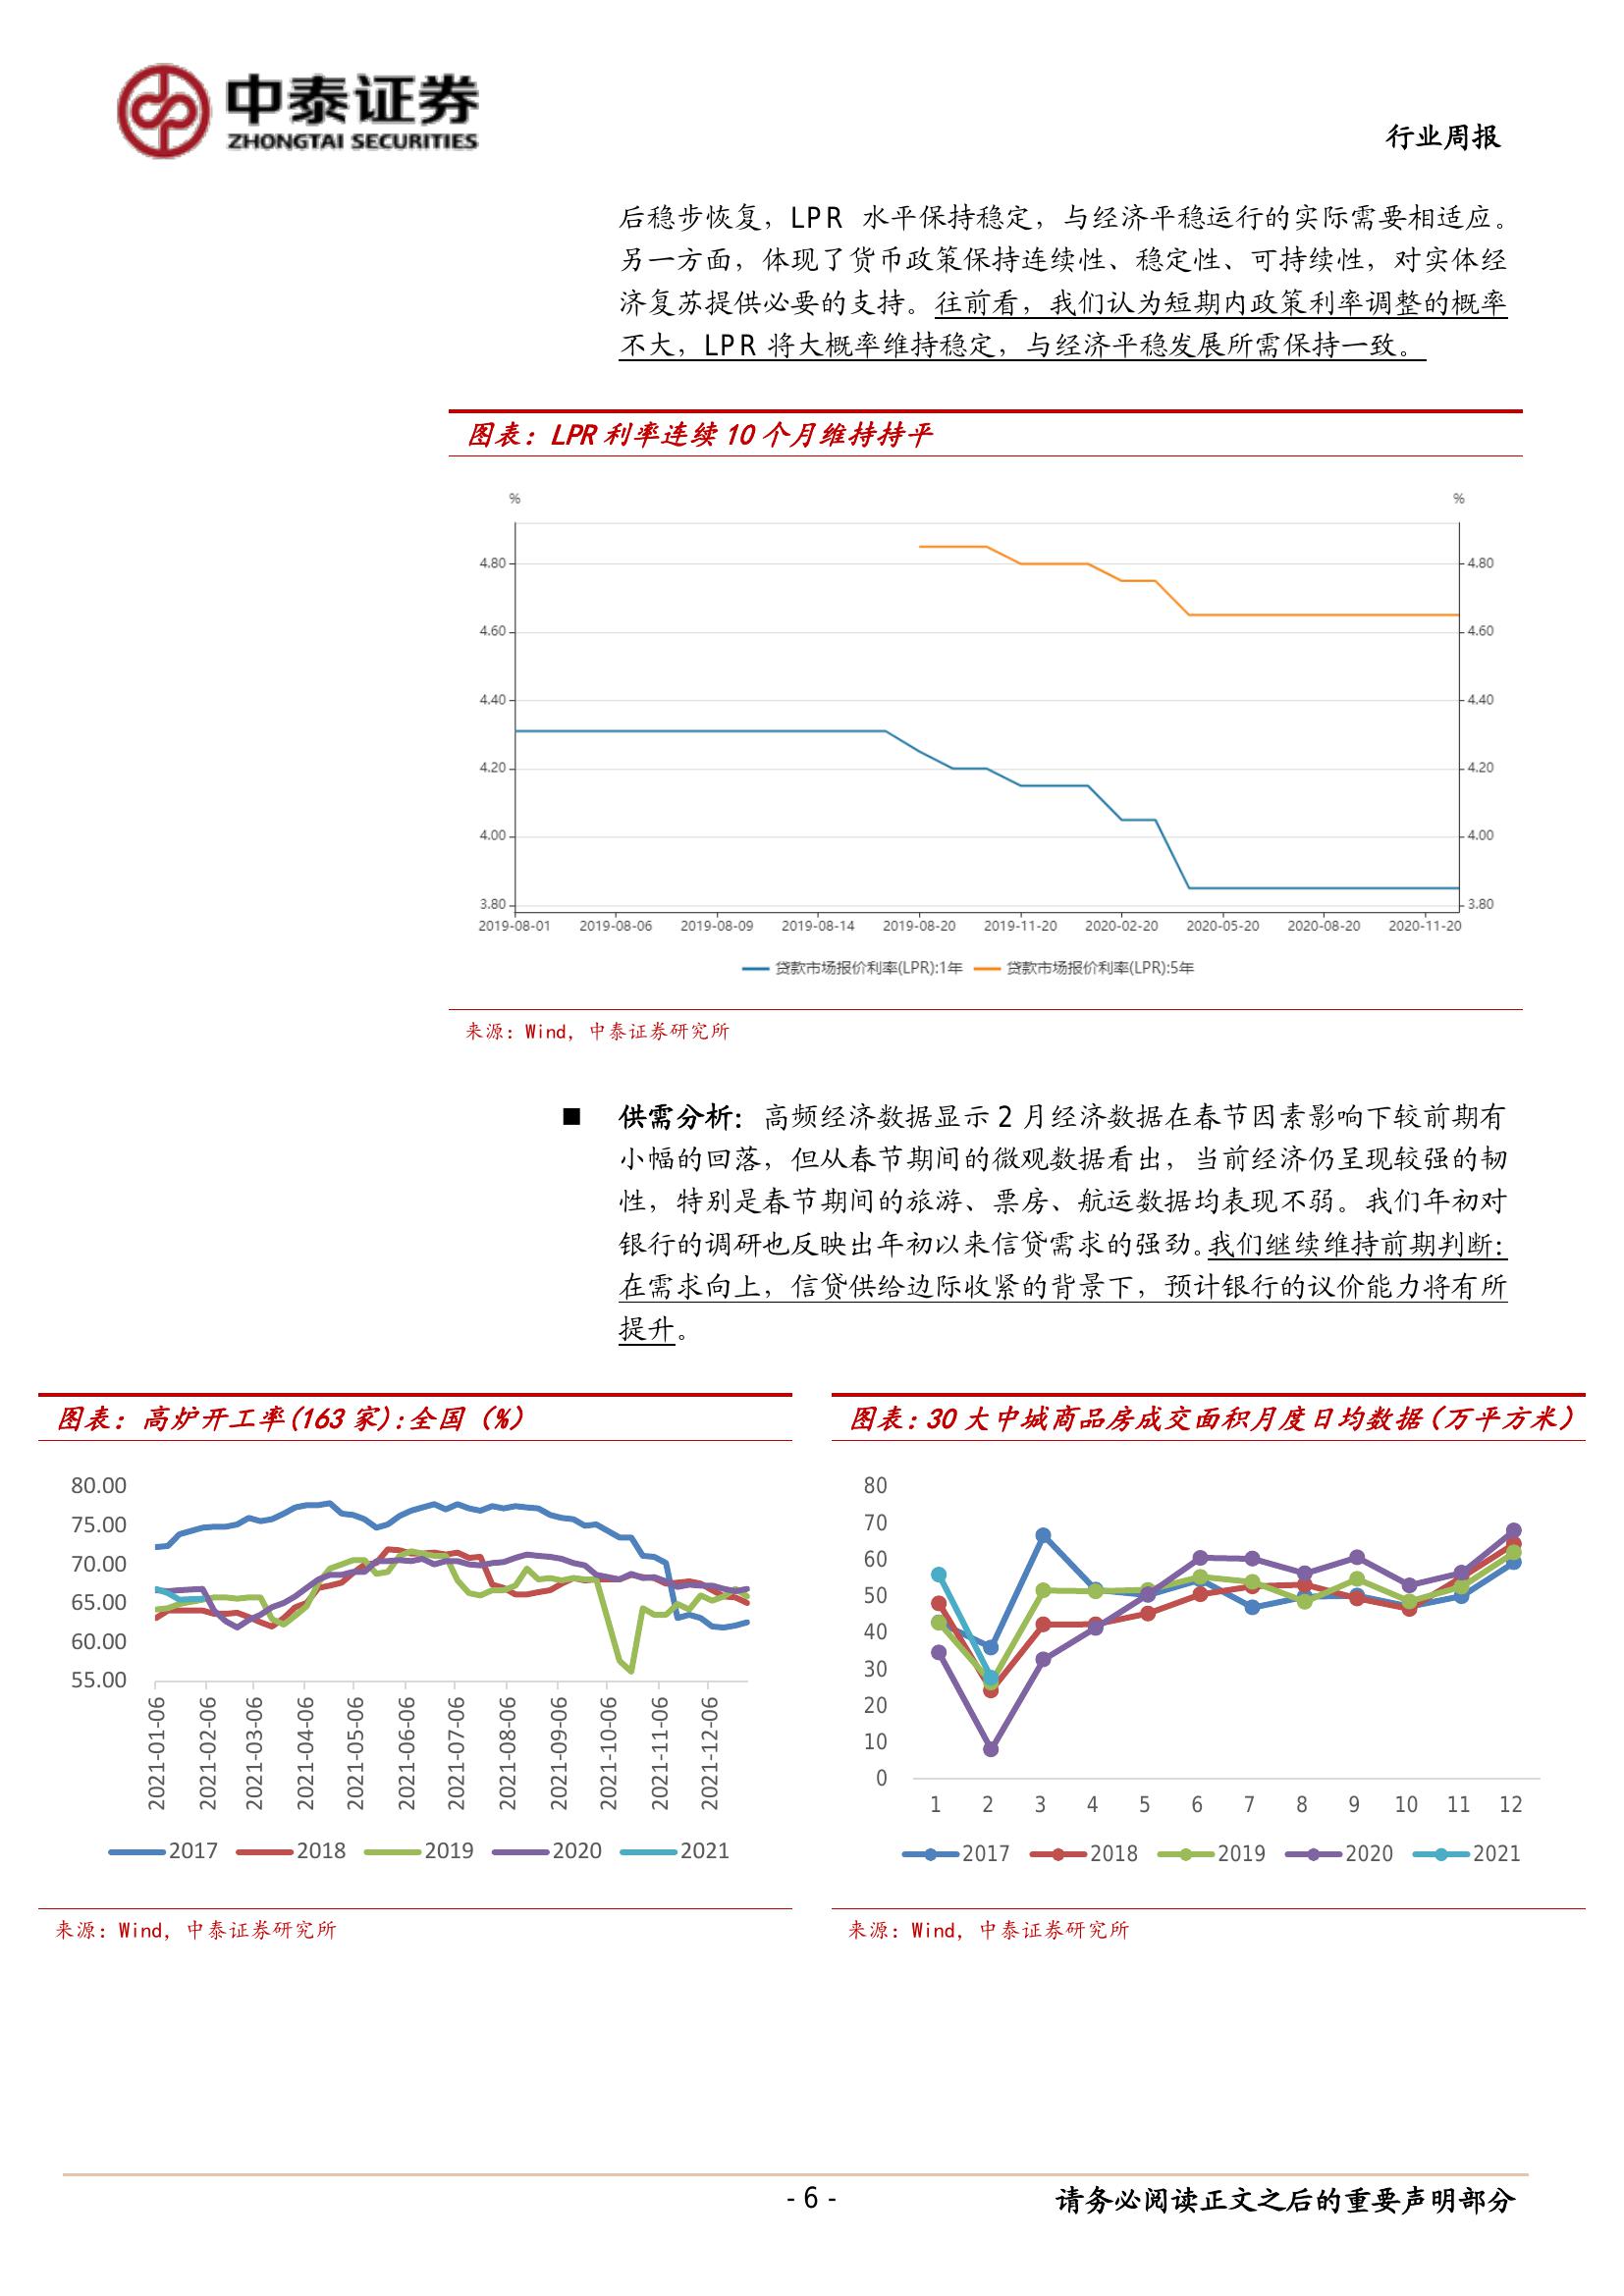 中泰证券
ZHONGTAI SECURITIES
行业周报
后稳步恢复，LPR 水平保持稳定，与经济平稳运行的实际需要相适应。
另一方面，体现了货币政策保持连续性、稳定性、可持续性，对实体经
济复苏提供必要的支持。往前看，我们认为短期内政策利率调整的概率
不大，LPR 将大概率维持稳定，与经济平稳发展所需保持一致。
图表：LPR 利率连续 10 个月维持持平
% %
4.80 4.80
4.60 4.60
4.40 4.40
4.20 4.20
4.00 4.00
3.80 3.80
2019-08-01 2019-08-06 2019-08-09 2019-08-14 2019-08-20 2019-11-20 2020-02-20 2020-05-20 2020-08-20 2020-11-20
贷款市场报价利率(LPR):1年 贷款市场报价利率(LPR):5年
来源：Wind，中泰证券研究所
■ 供需分析：高频经济数据显示 2 月经济数据在春节因素影响下较前期有
小幅的回落，但从春节期间的微观数据看出，当前经济仍呈现较强的韧
性，特别是春节期间的旅游、票房、航运数据均表现不弱。我们年初对
银行的调研也反映出年初以来信贷需求的强劲。我们继续维持前期判断：
在需求向上，信贷供给边际收紧的背景下，预计银行的议价能力将有所
提升。
图表：高炉开工率(163 家):全国（%）
80.00
75.00
70.00
65.00
60.00
55.00
2021-01-06 2021-02-06 2021-03-06 2021-04-06 2021-05-06 2021-06-06 2021-07-06 2021-08-06 2021-09-06 2021-10-06 2021-11-06 2021-12-06
2017 2018 2019 2020 2021
来源：Wind，中泰证券研究所
图表：30 大中城商品房成交面积月度日均数据（万平方米）
80
70
60
50
40
30
20
10
0
1 2 3 4 5 6 7 8 9 10 11 12
2017 2018 2019 2020 2021
来源：Wind，中泰证券研究所
- 6 -
请务必阅读正文之后的重要声明部分